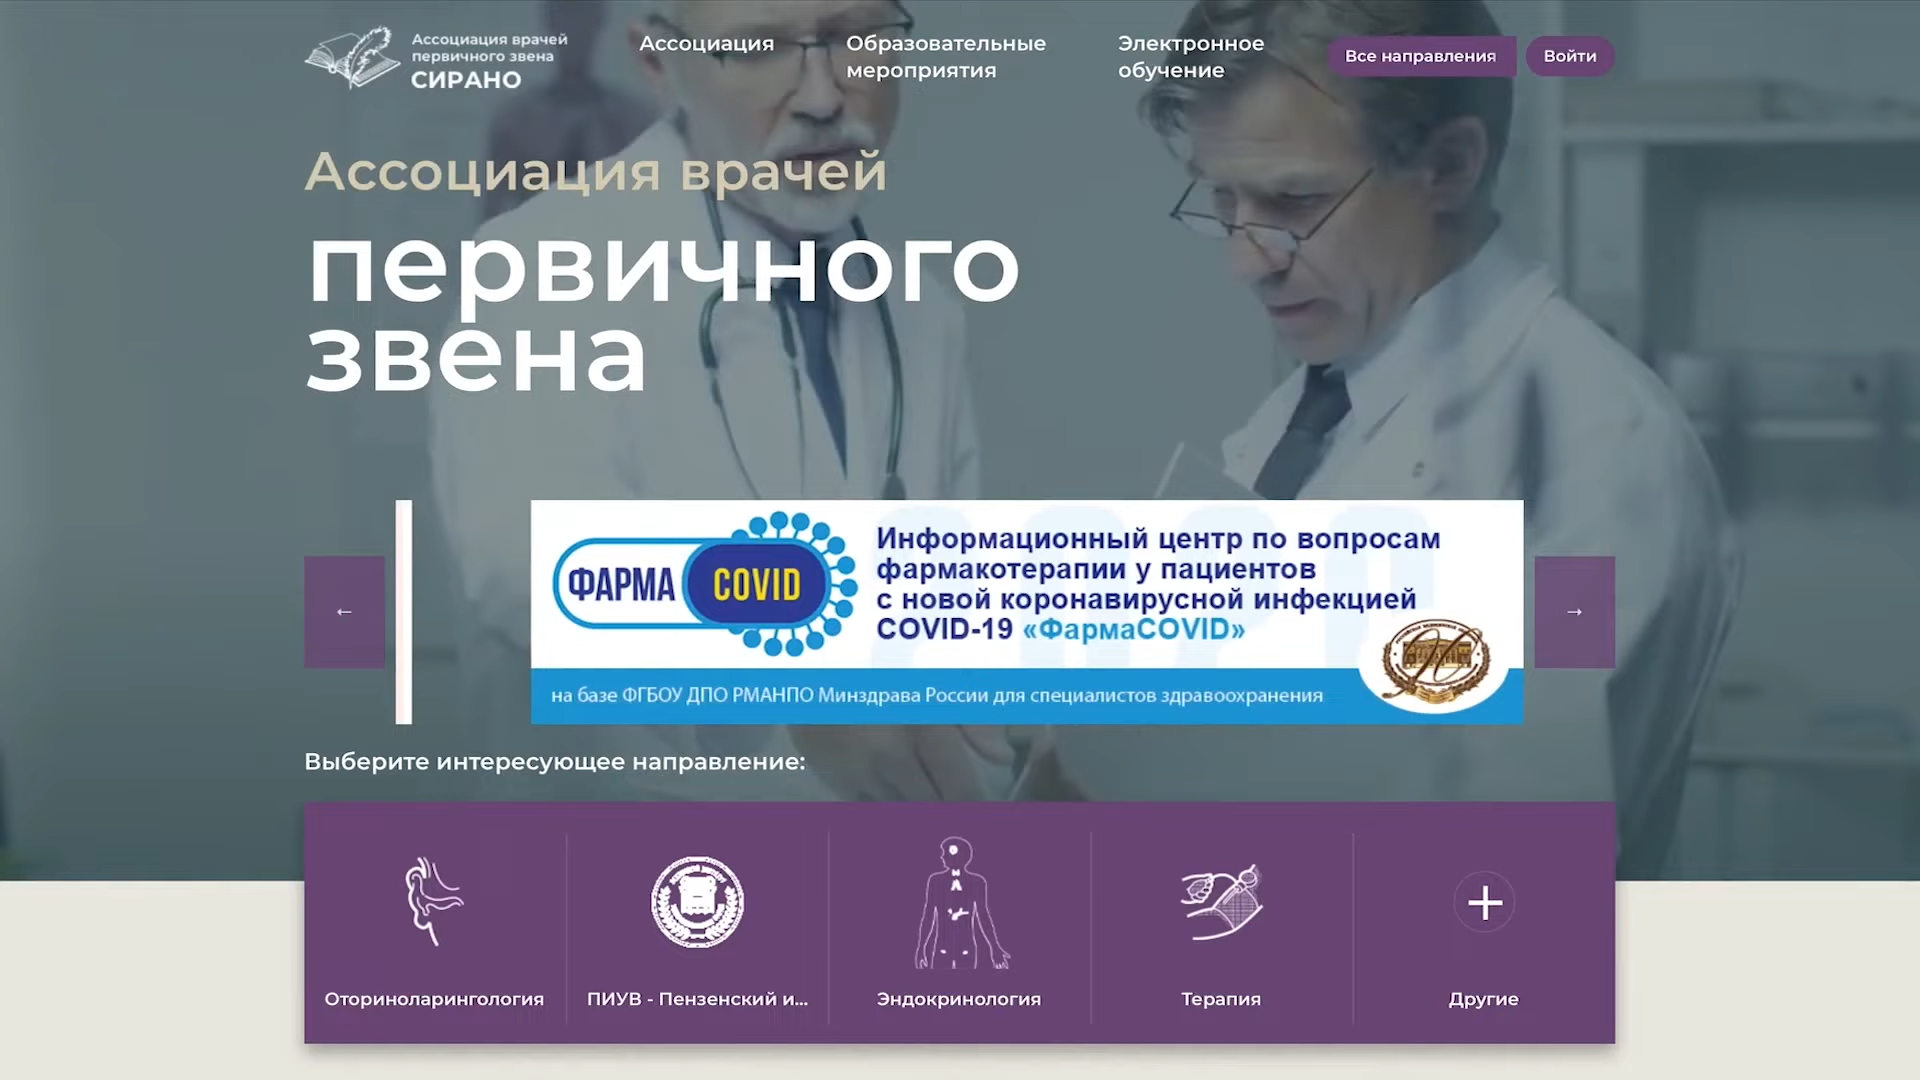 Ассоциация врачей
первичного звена
СИРАНО
Ассоциация
Образовательные
мероприятия
Электронное
обучение
Все направления
Войти
Ассоциация врачей
первичного
звена
←
ФАРМА COVID
Информационный центр по вопросам
фармакотерапии у пациентов
с новой коронавирусной инфекцией
COVID-19 «ФармаCOVID»
на базе ФГБОУ ДПО РМАНПО Минздрава России для специалистов здравоохранения
→
Выберите интересующее направление:
Оториноларингология
ПИУВ - Пензенский и...
Эндокринология
Терапия
Другие